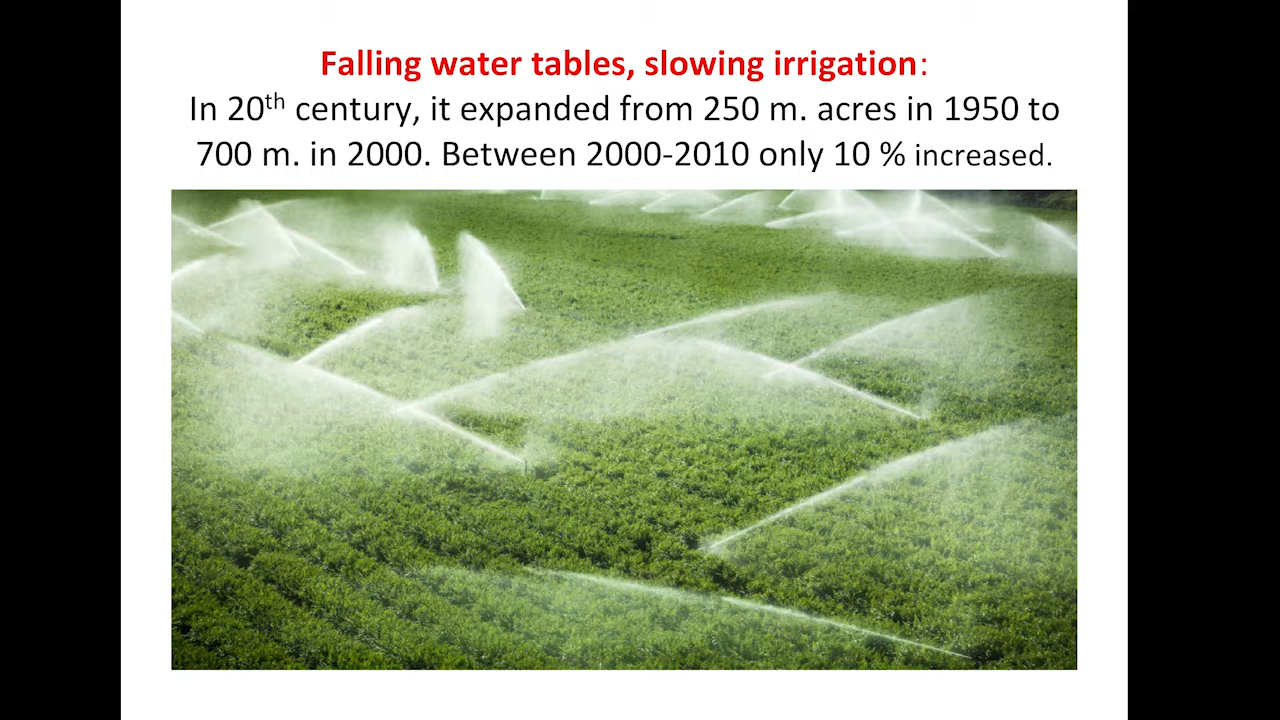 Falling water tables, slowing irrigation:
In 20th century, it expanded from 250 m. acres in 1950 to
700 m. in 2000. Between 2000-2010 only 10 % increased.